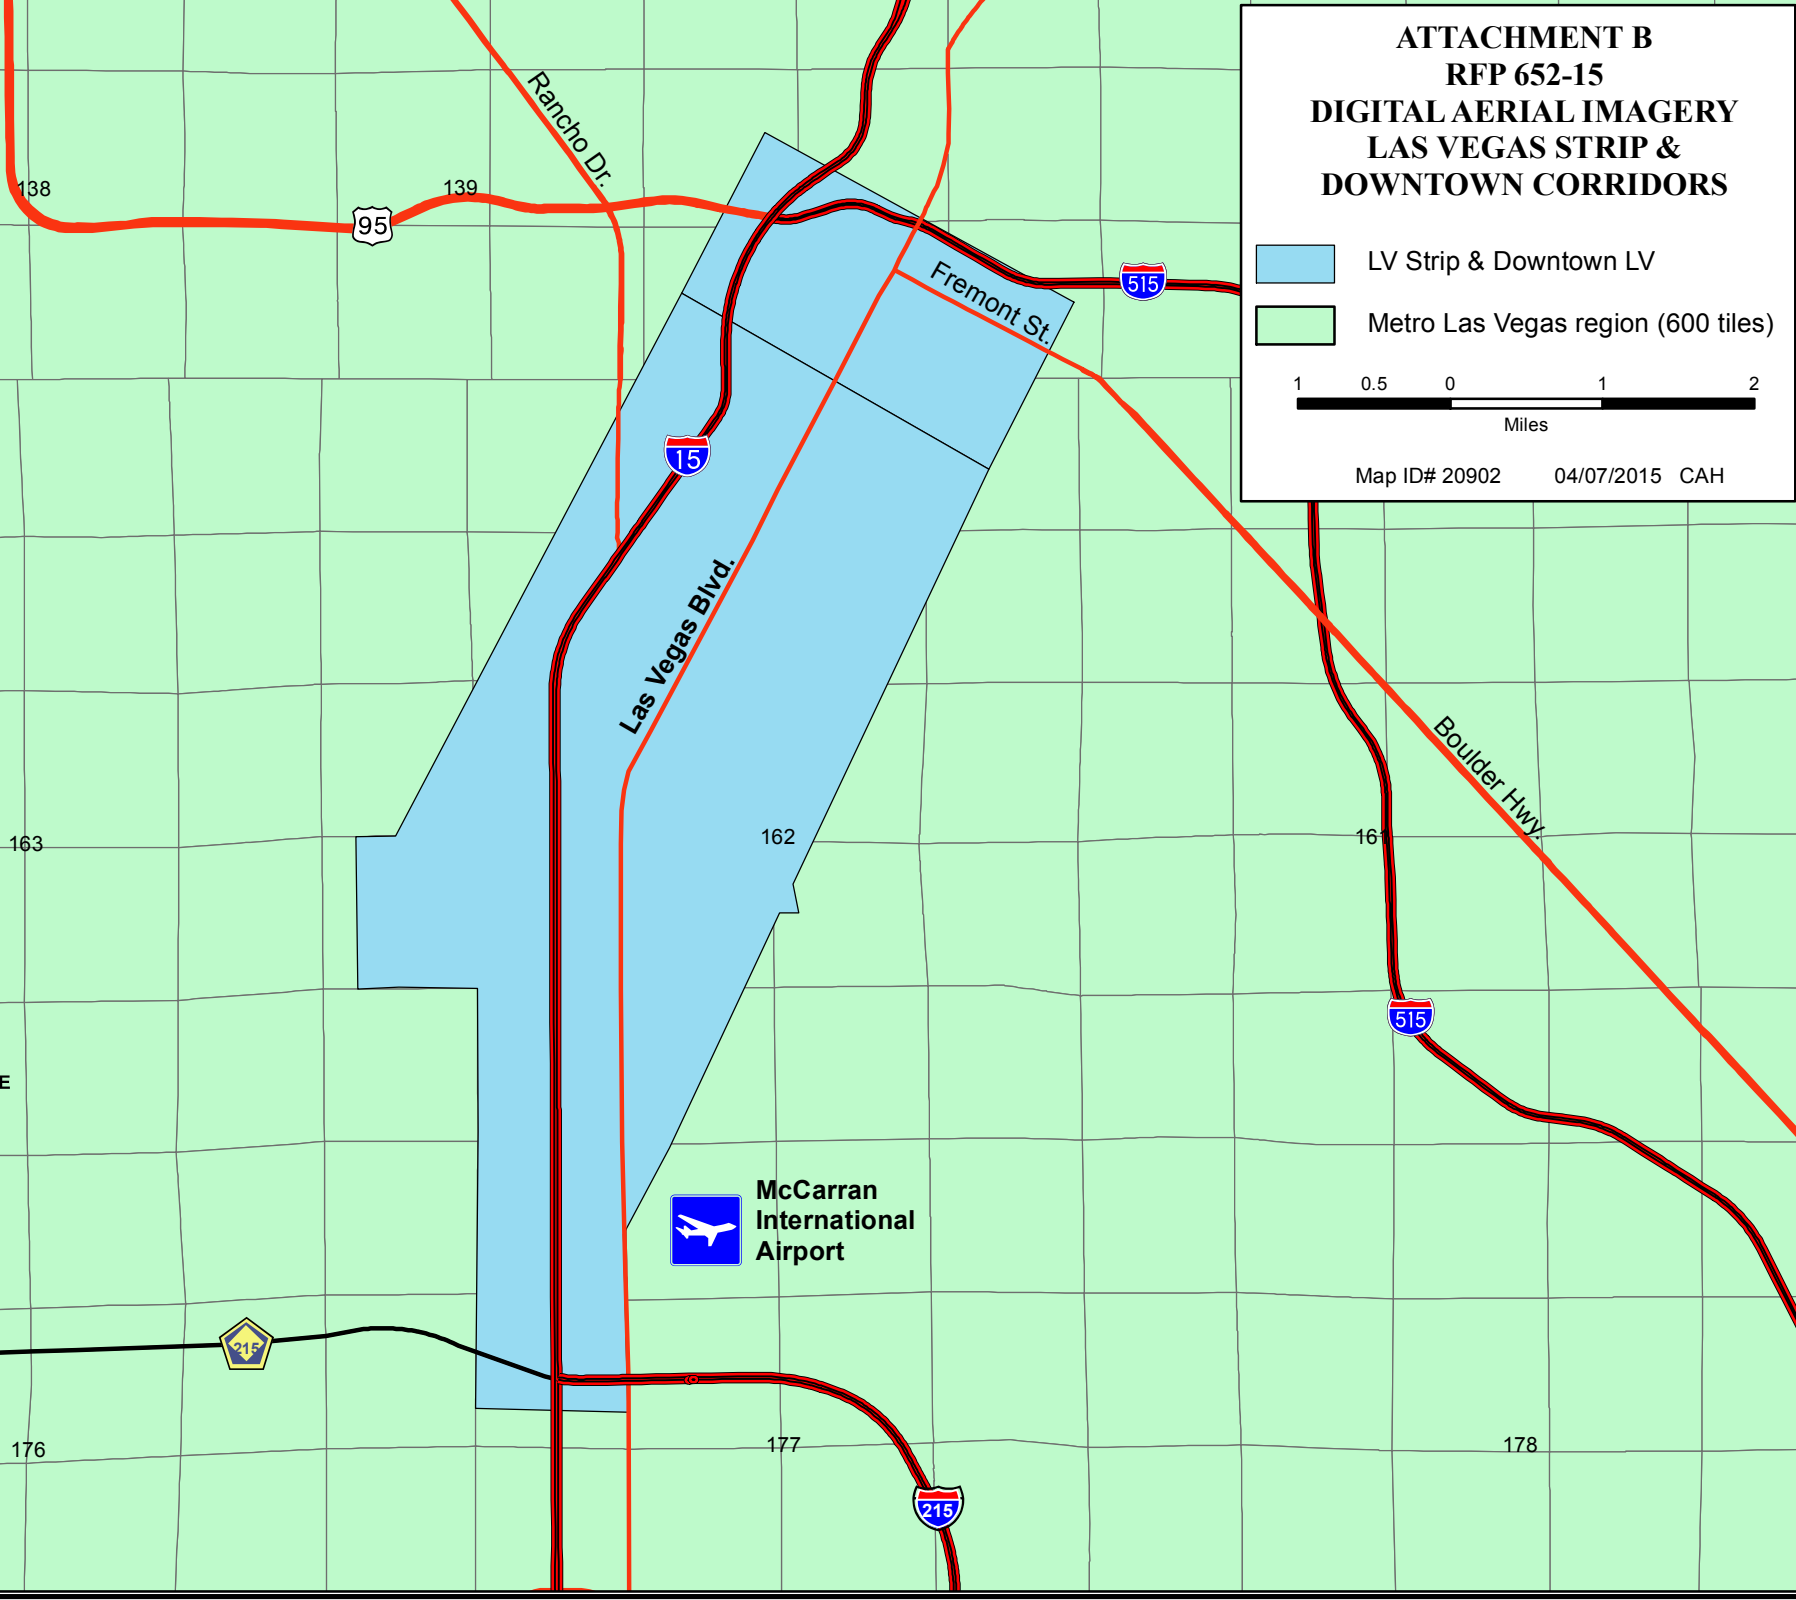 ATTACHMENT B
RFP 652-15
DIGITAL AERIAL IMAGERY
LAS VEGAS STRIP &
DOWNTOWN CORRIDORS
LV Strip & Downtown LV
Metro Las Vegas region (600 tiles)
1 0.5 0 1 2
Miles
Map ID# 20902 04/07/2015 CAH
Rancho Dr.
138
139
95
Fremont St.
515
15
Las Vegas Blvd.
Boulder Hwy.
163
162
161
515
E
McCarran
International
Airport
215
176
177
178
215